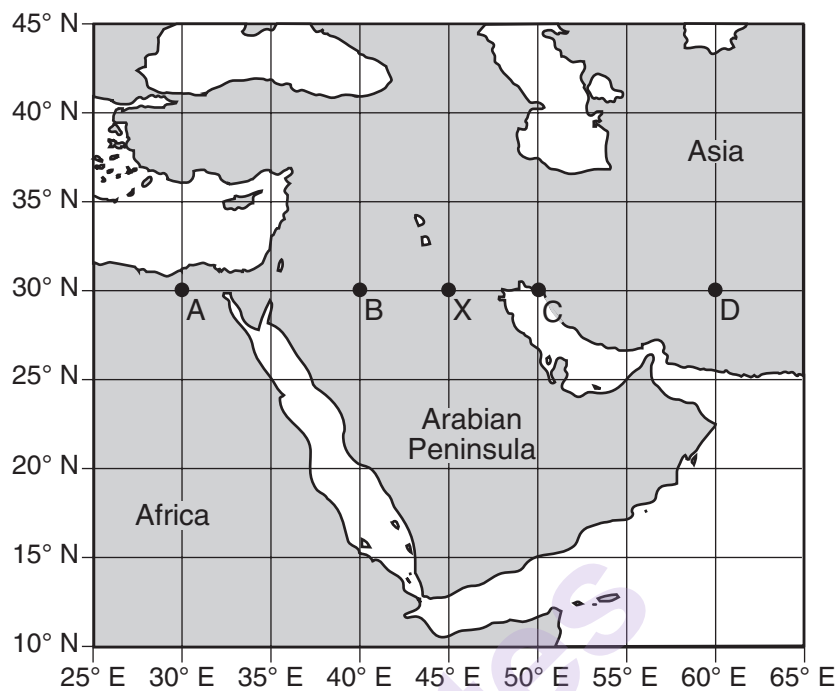 45° N
40° N
Asia
35° N
30° N
A
B
X
C
D
25° N
Arabian
Peninsula
20° N
Africa
15° N
10° N
25° E 30° E 35° E 40° E 45° E 50° E 55° E 60° E 65° E